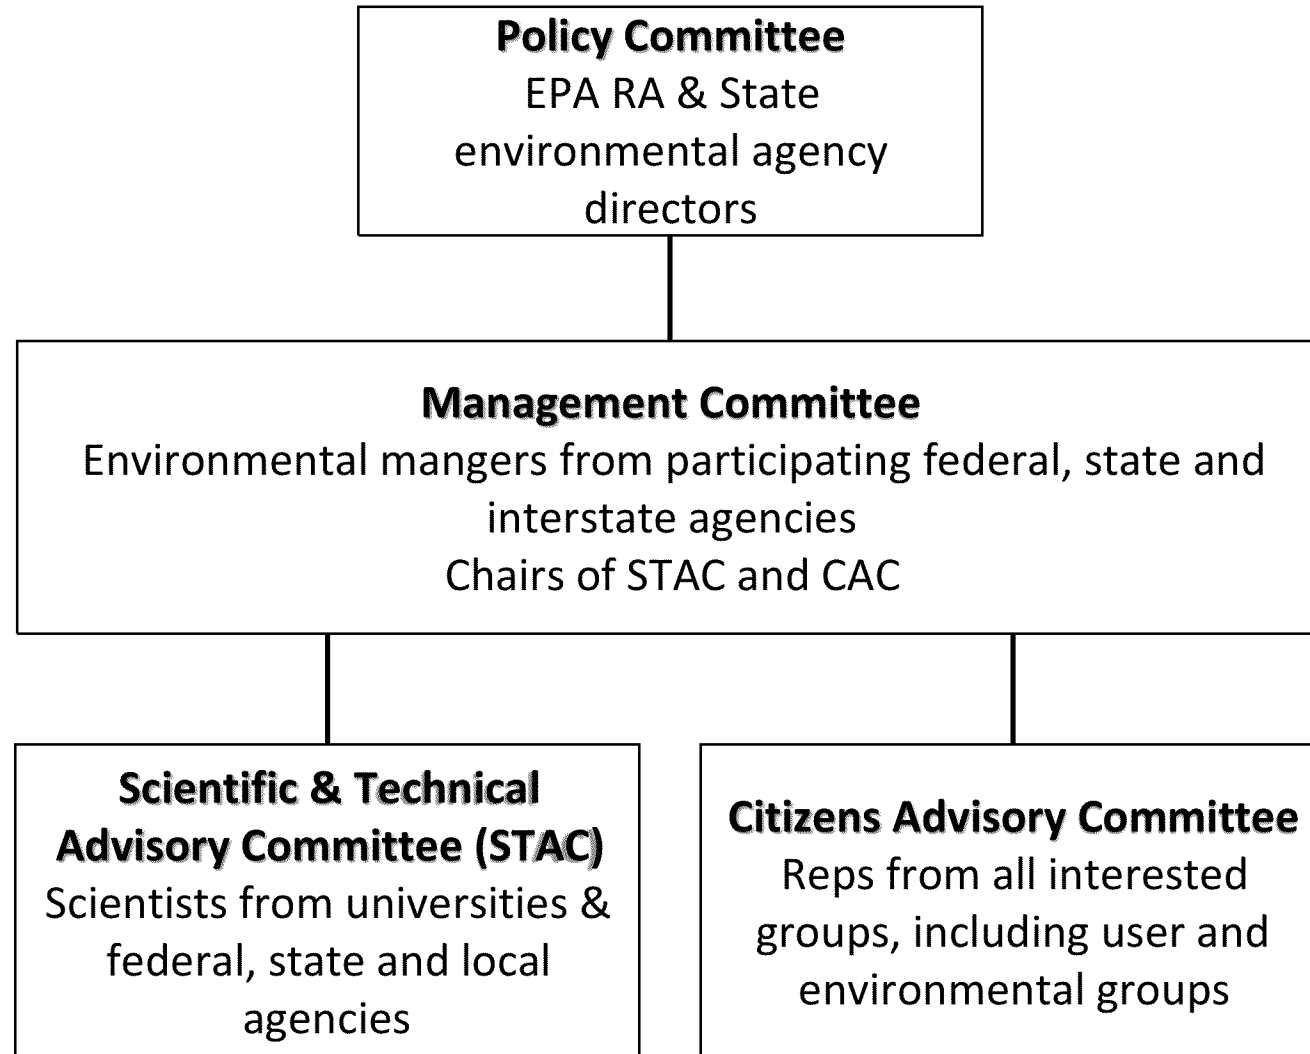 Policy Committee
EPA RA & State
environmental agency
directors
Management Committee
Environmental mangers from participating federal, state and
interstate agencies
Chairs of STAC and CAC
Scientific & Technical
Advisory Committee (STAC)
Scientists from universities &
federal, state and local
agencies
Citizens Advisory Committee
Reps from all interested
groups, including user and
environmental groups